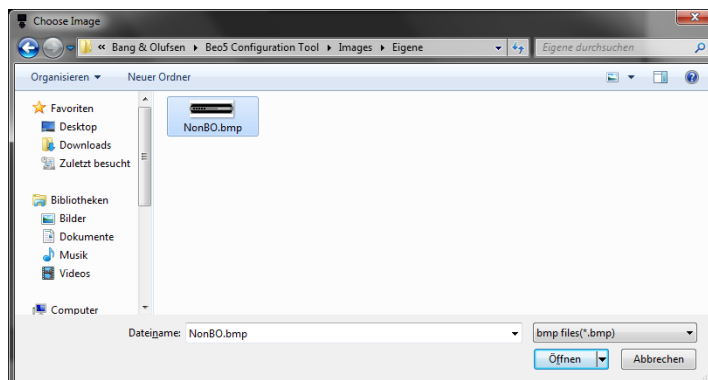 Choose Image
« Bang & Olufsen ▸ Beo5 Configuration Tool ▸ Images ▸ Eigene
Eigene durchsuchen
Organisieren ▾ Neuer Ordner
Favoriten
Desktop
Downloads
Zuletzt besucht
Bibliotheken
Bilder
Dokumente
Musik
Videos
Computer
NonBO.bmp
Dateiname: NonBO.bmp
bmp files(*.bmp)
Öffnen Abbrechen